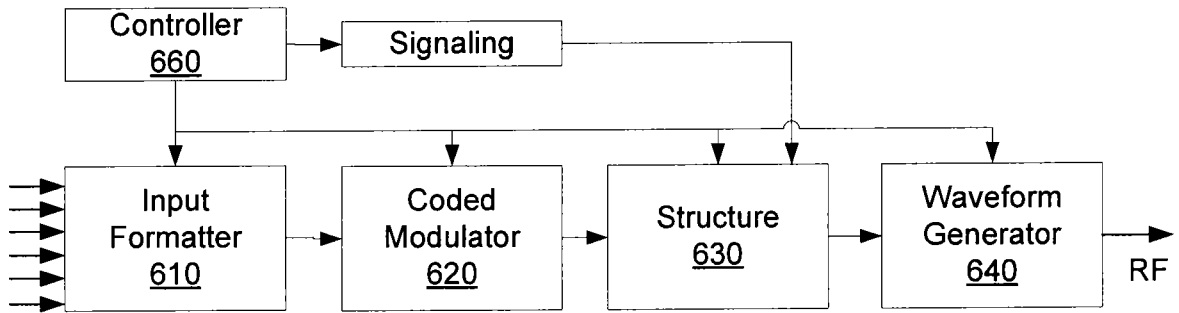 Controller
660
Signaling
Input
Formatter
610
Coded
Modulator
620
Structure
630
Waveform
Generator
640
RF